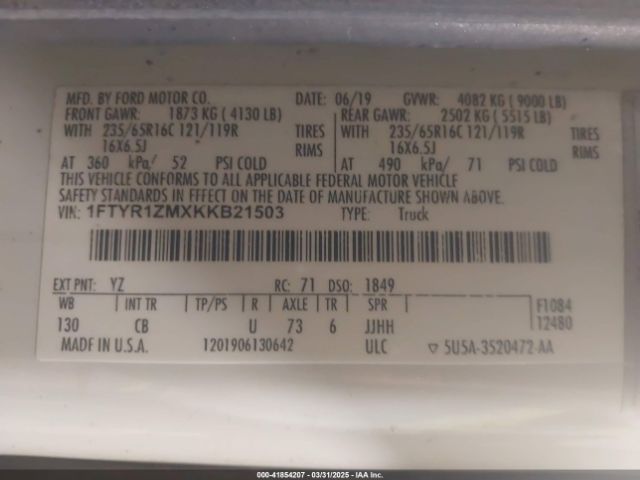 MFD. BY FORD MOTOR CO. DATE: 06/19 GVWR: 4082 KG ( 9000 LB)
FRONT GAWR: 1873 KG ( 4130 LB) REAR GAWR: 2502 KG ( 5515 LB)
WITH 235/65R16C 121/119R TIRES WITH 235/65R16C 121/119R TIRES
16X6.5J RIMS 16X6.5J RIMS
AT 360 kPa/ 52 PSI COLD AT 490 kPa/ 71 PSI COLD
THIS VEHICLE CONFORMS TO ALL APPLICABLE FEDERAL MOTOR VEHICLE
SAFETY STANDARDS IN EFFECT ON THE DATE OF MANUFACTURE SHOWN ABOVE.
VIN: 1FTYR1ZMXKKB21503 TYPE: Truck
EXT PNT: YZ RC: 71 DSO: 1849
WB INT TR TP/PS R AXLE TR SPR F1084
130 CB U 73 6 JJHH 12480
MADE IN U.S.A. 1201906130642 ULC ▽ 5U5A-3520472-AA
000-41854207 - 03/31/2025 - IAA Inc.